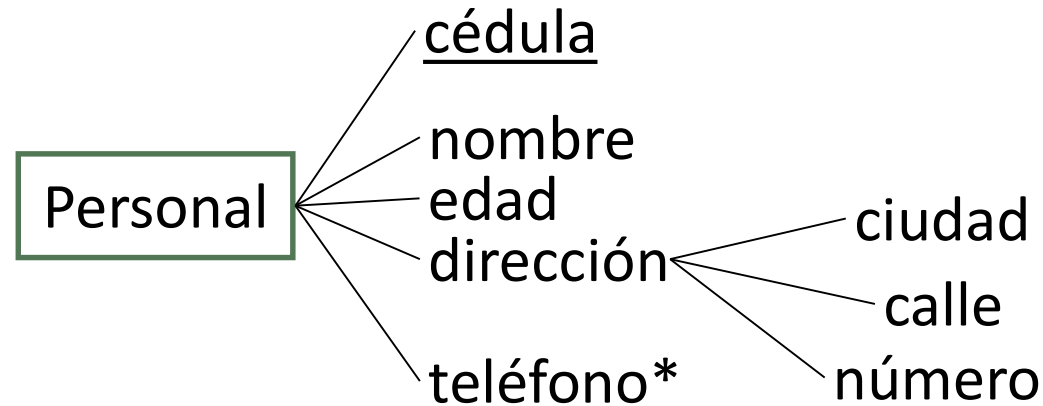 cédula
nombre
Personal
edad
dirección
ciudad
calle
teléfono*
número